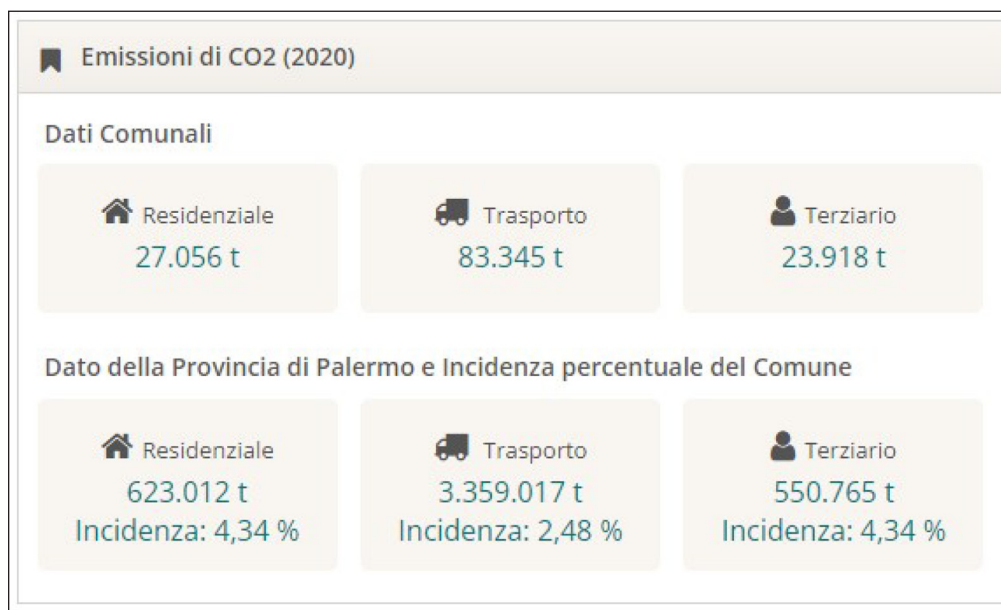 Emissioni di CO2 (2020)
Dati Comunali
Residenziale
27.056 t
Trasporto
83.345 t
Terziario
23.918 t
Dato della Provincia di Palermo e Incidenza percentuale del Comune
Residenziale
623.012 t
Incidenza: 4,34 %
Trasporto
3.359.017 t
Incidenza: 2,48 %
Terziario
550.765 t
Incidenza: 4,34 %